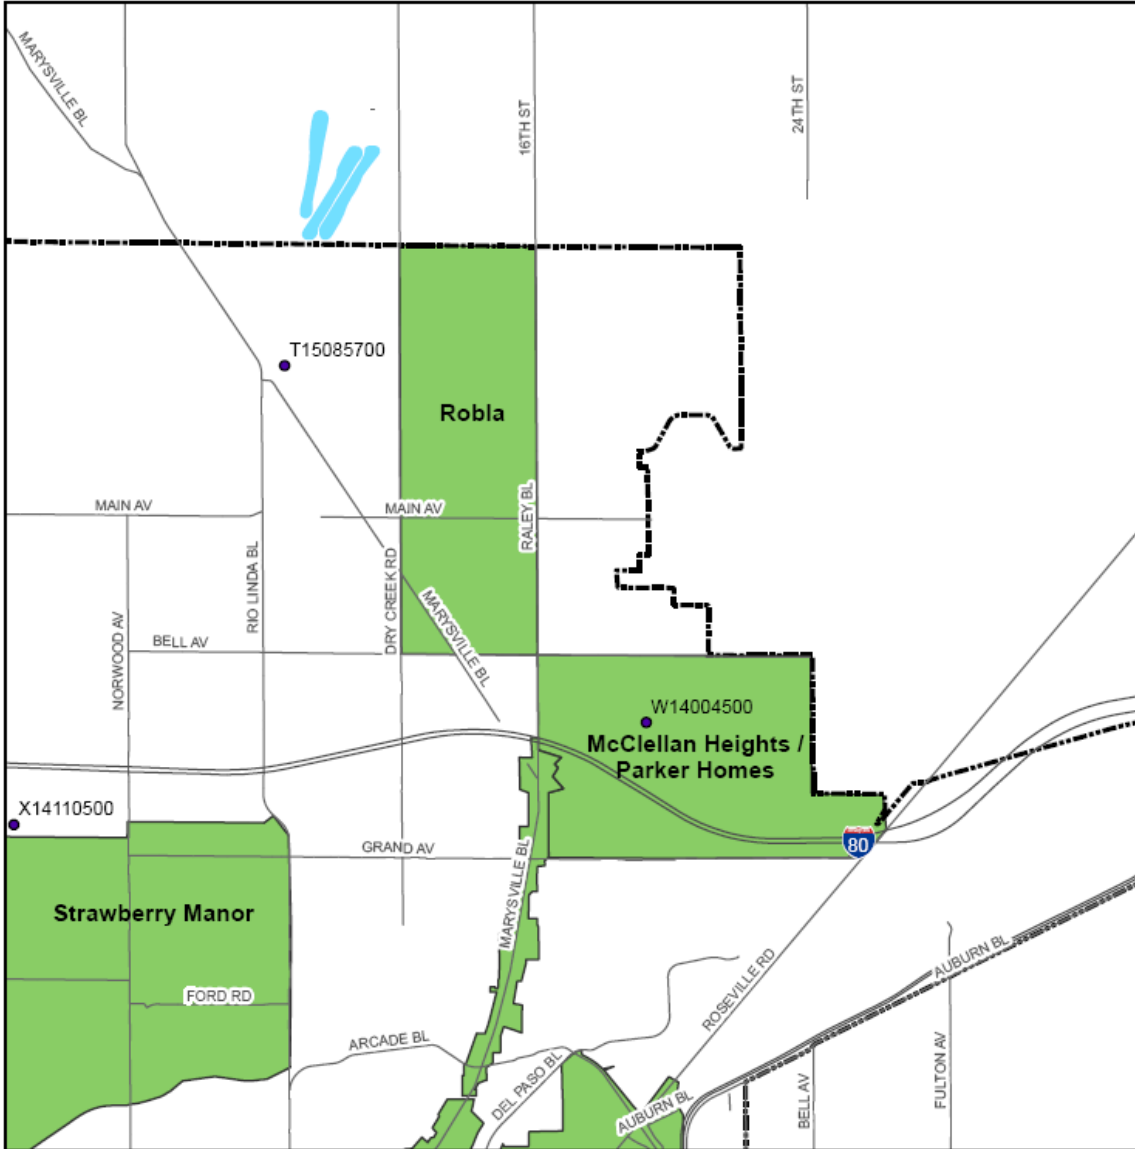 MARYSVILLE BL
16TH ST
24TH ST
T15085700
Robla
MAIN AV
MAIN AV
RALEY BL
RIO LINDA BL
DRY CREEK RD
MARYSVILLE BL
NORWOOD AV
BELL AV
W14004500
McClellan Heights /
Parker Homes
X14110500
80
GRAND AV
MARYSVILLE BL
Strawberry Manor
FORD RD
ROSEVILLE RD
AUBURN BL
ARCADE BL
DEL PASO BL
AUBURN BL
BELL AV
FULTON AV